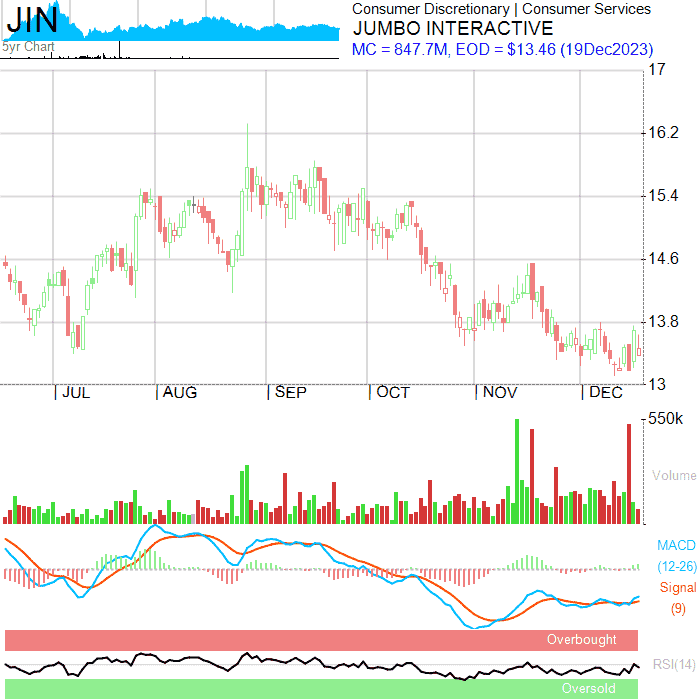 JIN
5yr Chart
Consumer Discretionary | Consumer Services
JUMBO INTERACTIVE
MC = 847.7M, EOD = $13.46 (19Dec2023)
17
16.2
15.4
14.6
13.8
13
| JUL | AUG | SEP | OCT | NOV | DEC
550k
Volume
MACD
(12-26)
Signal
(9)
Overbought
RSI(14)
Oversold